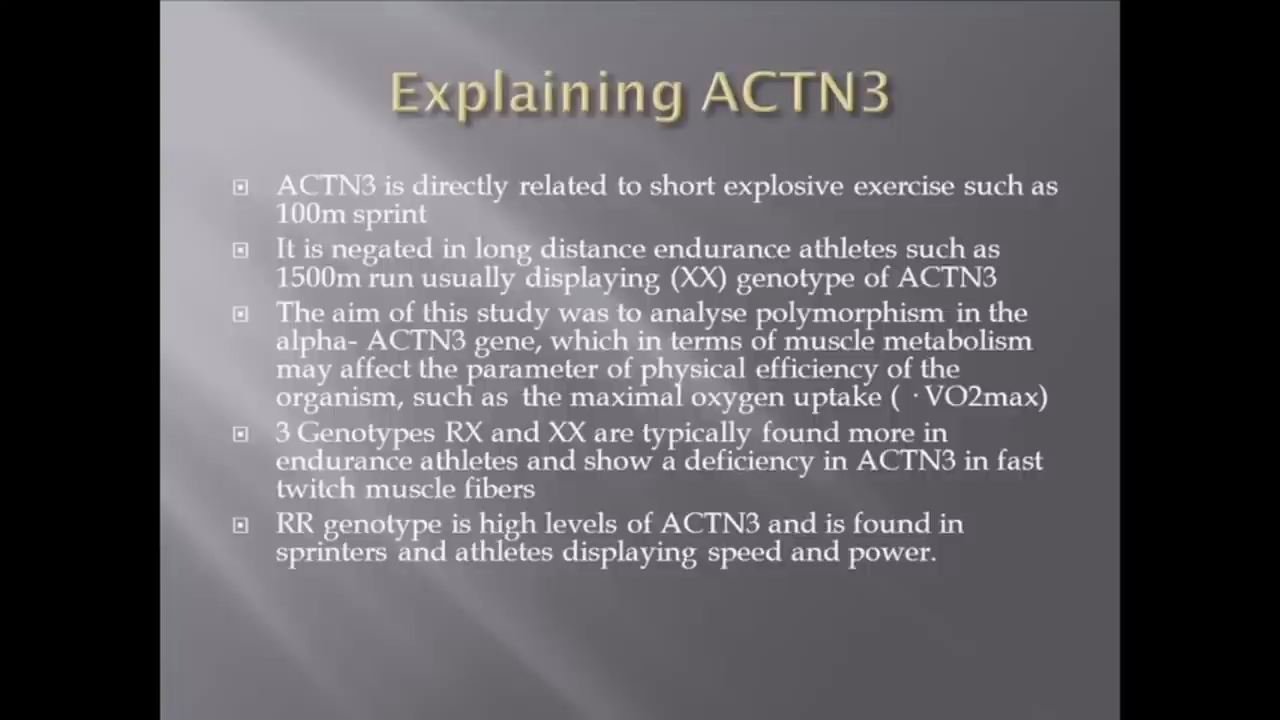 Explaining ACTN3
ACTN3 is directly related to short explosive exercise such as
100m sprint
It is negated in long distance endurance athletes such as
1500m run usually displaying (XX) genotype of ACTN3
The aim of this study was to analyse polymorphism in the
alpha- ACTN3 gene, which in terms of muscle metabolism
may affect the parameter of physical efficiency of the
organism, such as the maximal oxygen uptake ( ·VO2max)
3 Genotypes RX and XX are typically found more in
endurance athletes and show a deficiency in ACTN3 in fast
twitch muscle fibers
RR genotype is high levels of ACTN3 and is found in
sprinters and athletes displaying speed and power.